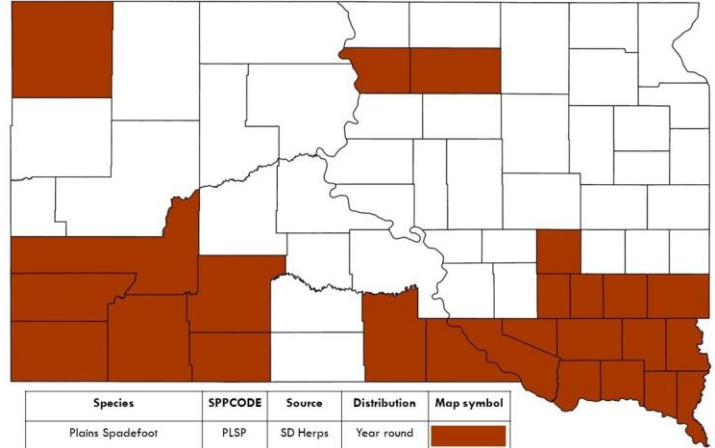 Species SPPCODE Source Distribution Map symbol
Plains Spadefoot PLSP SD Herps Year round